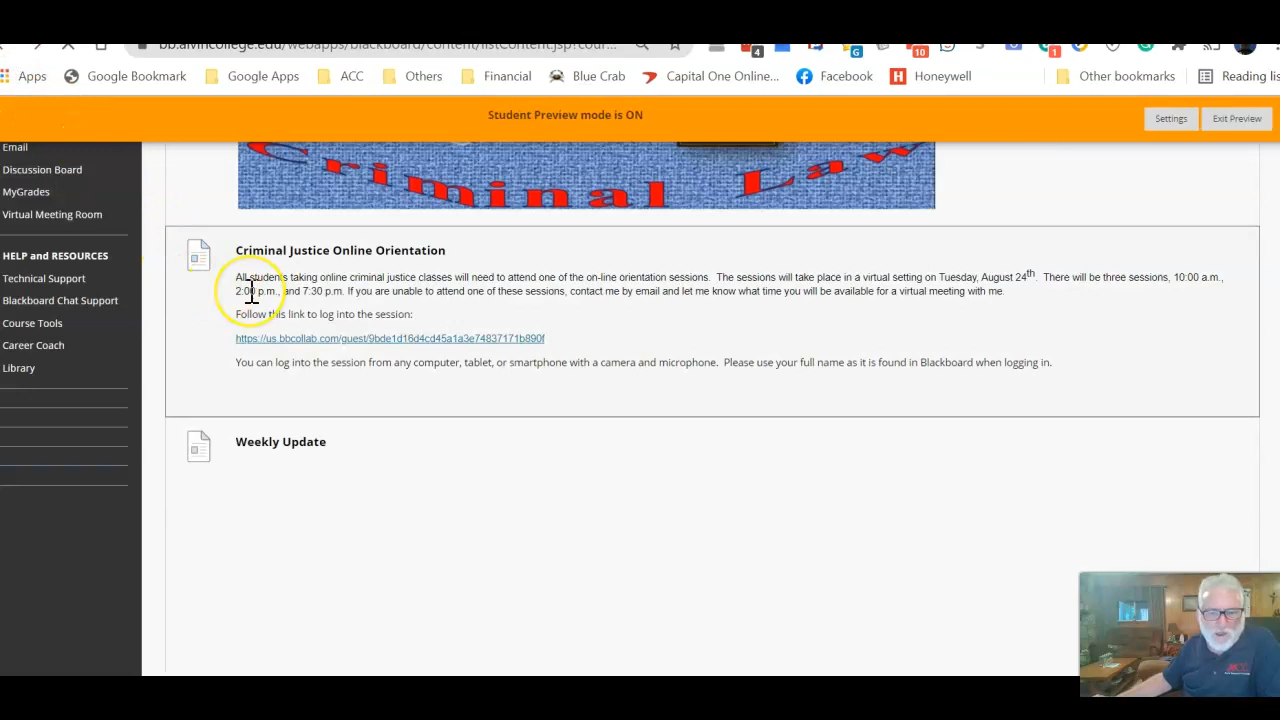 bb.alvincollege.edu/webapps/blackboard/content/listContent.jsp?cour...
4 G 10 1
Apps Google Bookmark Google Apps ACC Others Financial Blue Crab Capital One Onlin... Facebook Honeywell Other bookmarks Reading lis
Student Preview mode is ON
Settings Exit Preview
Email
Discussion Board
MyGrades
Virtual Meeting Room
HELP and RESOURCES
Technical Support
Blackboard Chat Support
Course Tools
Career Coach
Library
Criminal Law
Criminal Justice Online Orientation
All students taking online criminal justice classes will need to attend one of the on-line orientation sessions. The sessions will take place in a virtual setting on Tuesday, August 24th. There will be three sessions, 10:00 a.m.,
2:00 p.m., and 7:30 p.m. If you are unable to attend one of these sessions, contact me by email and let me know what time you will be available for a virtual meeting with me.
Follow this link to log into the session:
https://us.bbcollab.com/guest/9bde1d16d4cd45a1a3e74837171b890f
You can log into the session from any computer, tablet, or smartphone with a camera and microphone. Please use your full name as it is found in Blackboard when logging in.
Weekly Update